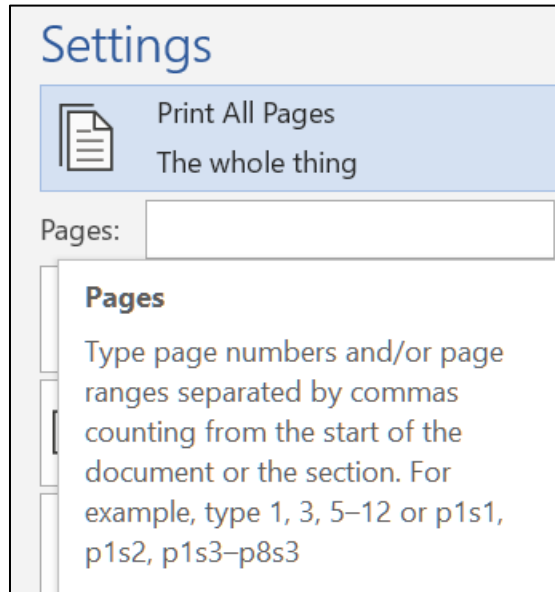 Settings
Print All Pages
The whole thing
Pages:
Pages
Type page numbers and/or page
ranges separated by commas
counting from the start of the
document or the section. For
example, type 1, 3, 5–12 or p1s1,
p1s2, p1s3–p8s3